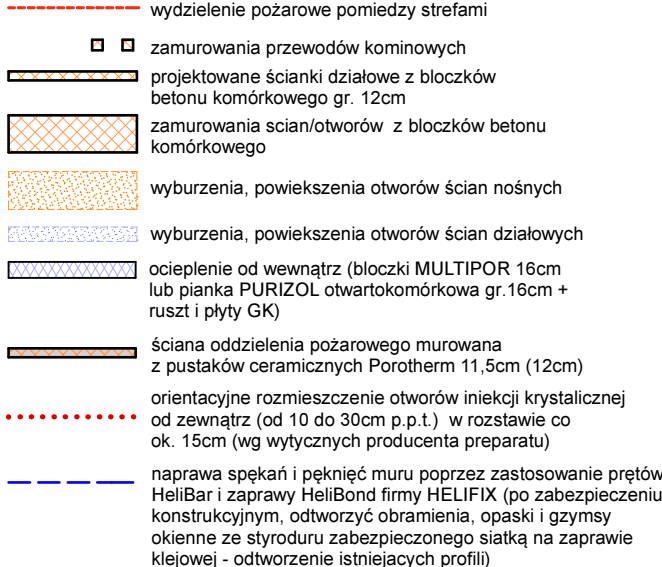 wydzielenie pożarowe pomiedzy strefami
zamurowania przewodów kominowych
projektowane ścianki działowe z bloczków
betonu komórkowego gr. 12cm
zamurowania scian/otworów z bloczków betonu
komórkowego
wyburzenia, powiekszenia otworów ścian nośnych
wyburzenia, powiekszenia otworów ścian działowych
ocieplenie od wewnątrz (bloczki MULTIPOR 16cm
lub pianka PURIZOL otwartokomórkowa gr.16cm +
ruszt i płyty GK)
ściana oddzielenia pożarowego murowana
z pustaków ceramicznych Porotherm 11,5cm (12cm)
orientacyjne rozmieszczenie otworów iniekcji krystalicznej
od zewnątrz (od 10 do 30cm p.p.t.) w rozstawie co
ok. 15cm (wg wytycznych producenta preparatu)
naprawa spękań i pęknięć muru poprzez zastosowanie prętów
HeliBar i zaprawy HeliBond firmy HELIFIX (po zabezpieczeniu
konstrukcyjnym, odtworzyć obramienia, opaski i gzymsy
okienne ze styroduru zabezpieczonego siatką na zaprawie
klejowej - odtworzenie istniejacych profili)